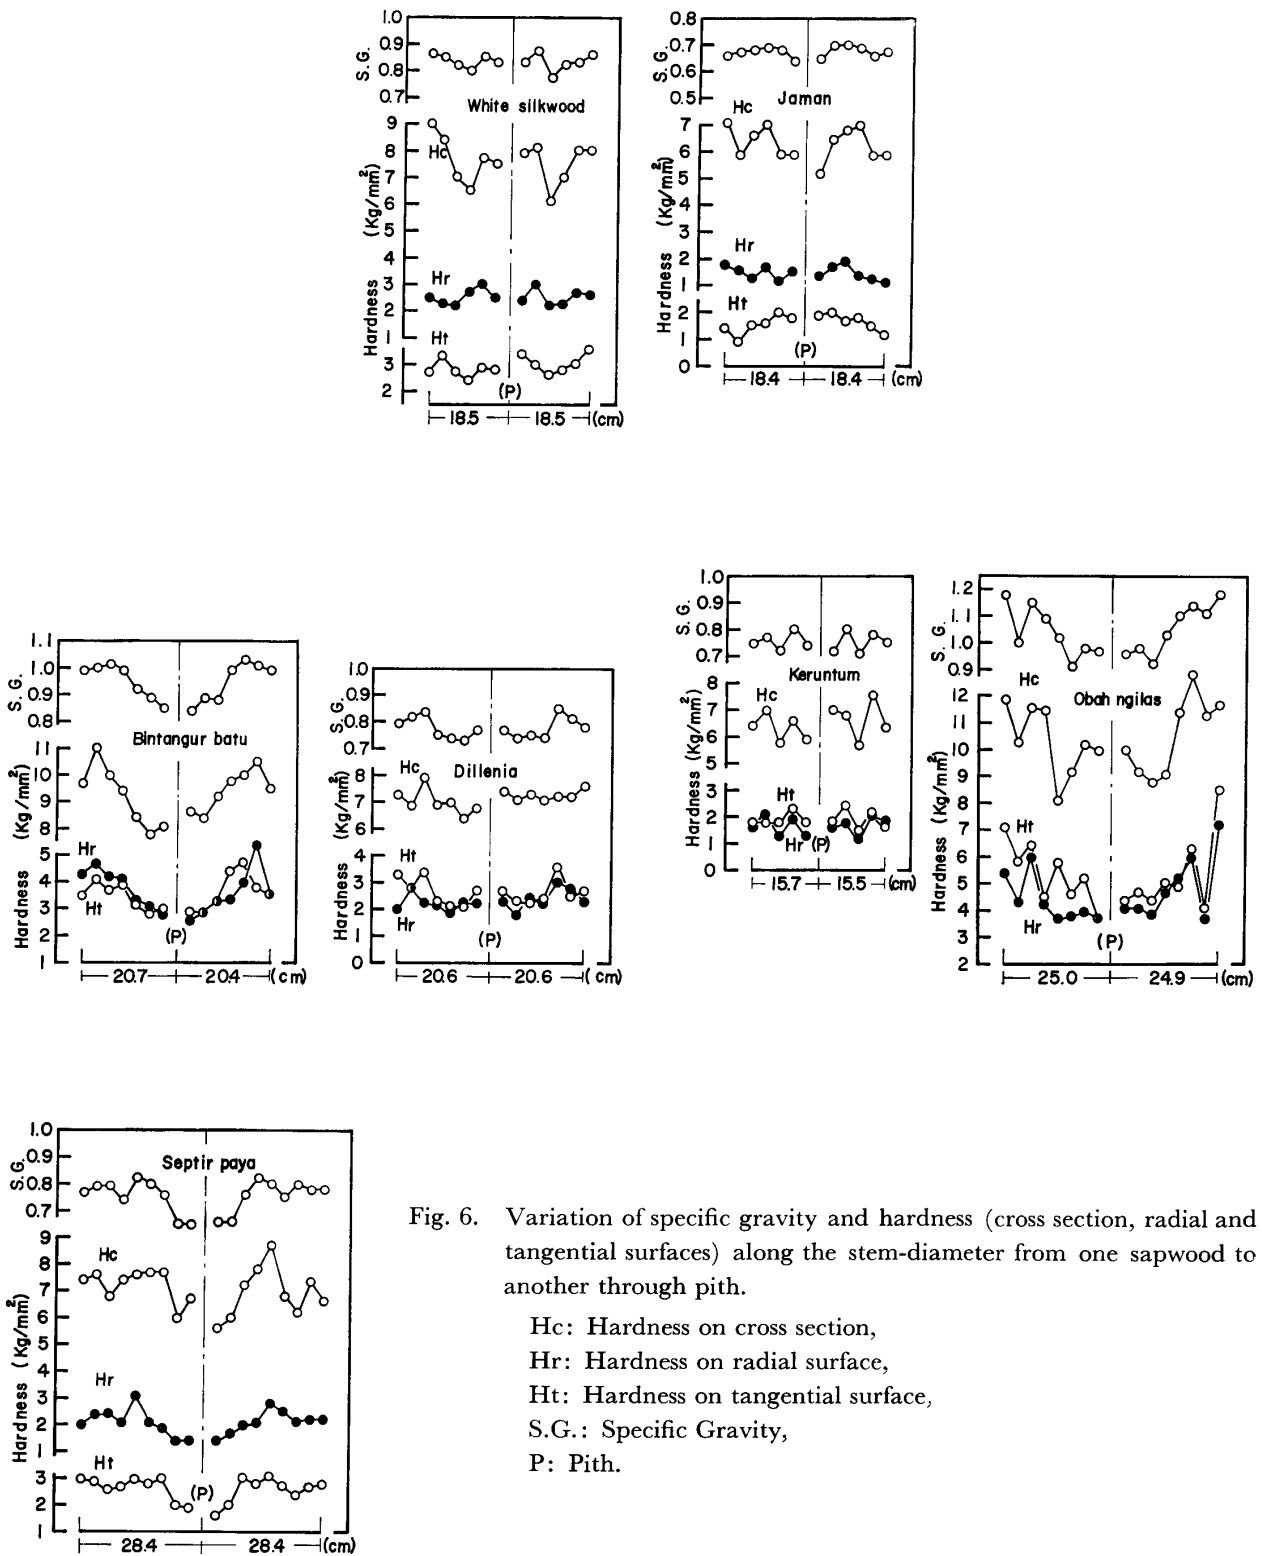 1.0
0.9
0.8
0.7
S.G.
White silkwood
9
8
7
6
5
4
3
2
1
3
2
Hardness (Kg/mm²)
Hc
Hr
Ht
(P)
18.5 18.5 (cm)
0.8
0.7
0.6
0.5
S.G.
Jaman
7
6
5
4
3
2
1
2
1
0
Hardness (Kg/mm²)
Hc
Hr
Ht
(P)
18.4 18.4 (cm)
1.1
1.0
0.9
0.8
S.G.
Bintangur batu
11
10
9
8
5
4
3
2
1
Hardness (Kg/mm²)
Hr
Ht
(P)
20.7 20.4 (cm)
1.0
0.9
0.8
0.7
S.G.
Dillenia
8
7
6
4
3
2
1
0
Hardness (Kg/mm²)
Hc
Ht
Hr
(P)
20.6 20.6 (cm)
1.0
0.9
0.8
0.7
S.G.
Keruntum
8
7
6
5
3
2
1
0
Hardness (Kg/mm²)
Hc
Ht
Hr (P)
15.7 15.5 (cm)
1.2
1.1
1.0
0.9
S.G.
Hc
Obah ngilas
12
11
10
9
8
7
6
5
4
3
2
Hardness (Kg/mm²)
Ht
Hr
(P)
25.0 24.9 (cm)
1.0
0.9
0.8
0.7
S.G.
Septir paya
9
8
7
6
5
4
3
2
1
3
2
1
Hardness (Kg/mm²)
Hc
Hr
Ht
(P)
28.4 28.4 (cm)
Fig. 6. Variation of specific gravity and hardness (cross section, radial and
tangential surfaces) along the stem-diameter from one sapwood to
another through pith.
Hc: Hardness on cross section,
Hr: Hardness on radial surface,
Ht: Hardness on tangential surface,
S.G.: Specific Gravity,
P: Pith.